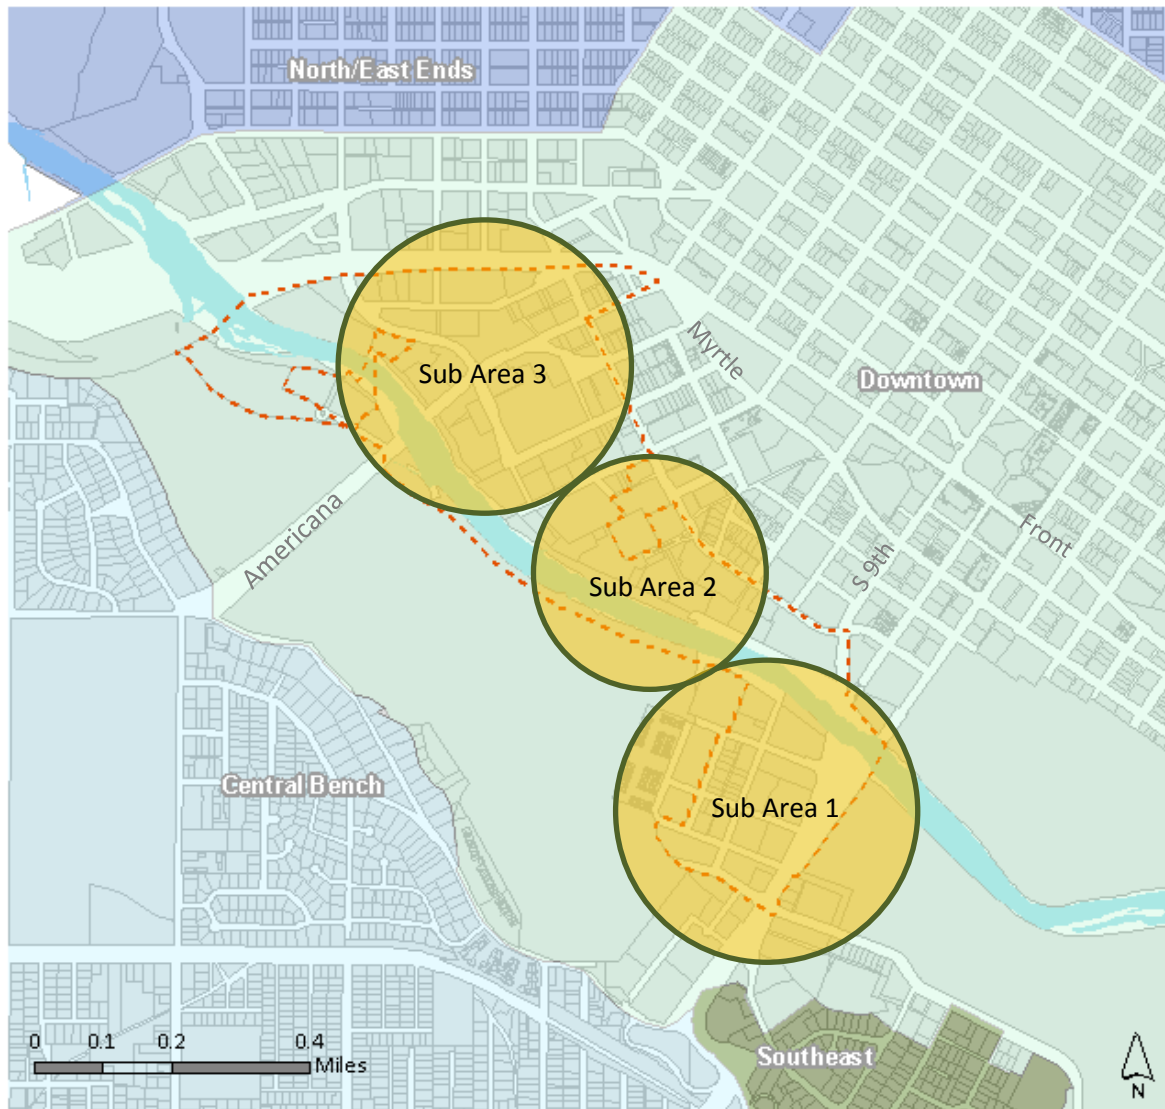 North/East Ends
Myrtle
Sub Area 3
Downtown
Americana
Front
S 9th
Sub Area 2
Central Bench
Sub Area 1
0 0.1 0.2 0.4
Miles
Southeast
N